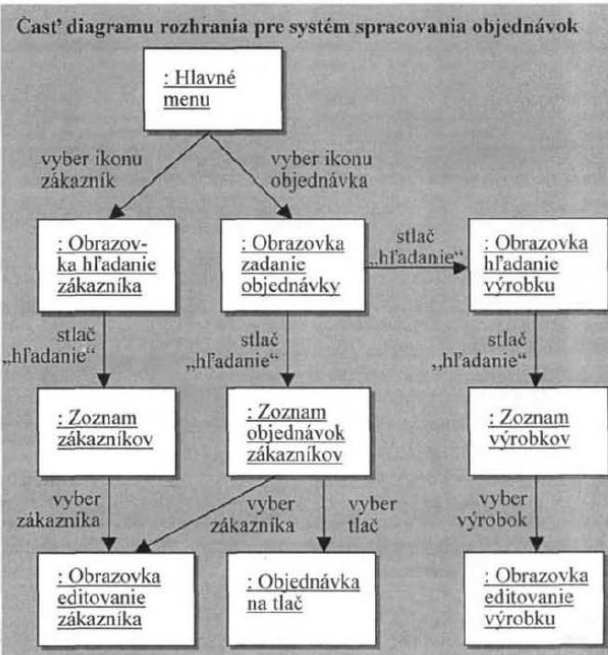 Časť diagramu rozhrania pre systém spracovania objednávok
: Hlavné
menu
vyber ikonu
zákazník
vyber ikonu
objednávka
: Obrazov-
ka hľadanie
zákazníka
: Obrazovka
zadanie
objednávky
stlač
„hľadanie“
: Obrazovka
hľadanie
výrobku
stlač
„hľadanie“
stlač
„hľadanie“
stlač
„hľadanie“
: Zoznam
zákazníkov
: Zoznam
objednávok
zákazníkov
: Zoznam
výrobkov
vyber
zákazníka
vyber
zákazníka
vyber
tlač
vyber
výrobok
: Obrazovka
editovanie
zákazníka
: Objednávka
na tlač
: Obrazovka
editovanie
výrobku